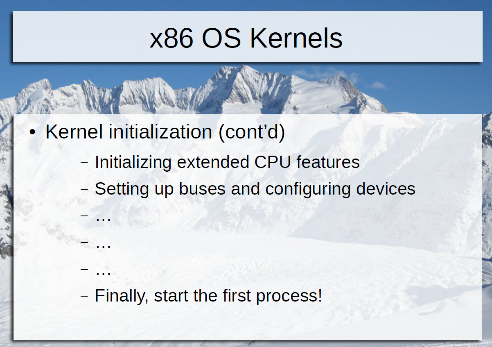 x86 OS Kernels
• Kernel initialization (cont'd)
– Initializing extended CPU features
– Setting up buses and configuring devices
– ...
– ...
– ...
– Finally, start the first process!